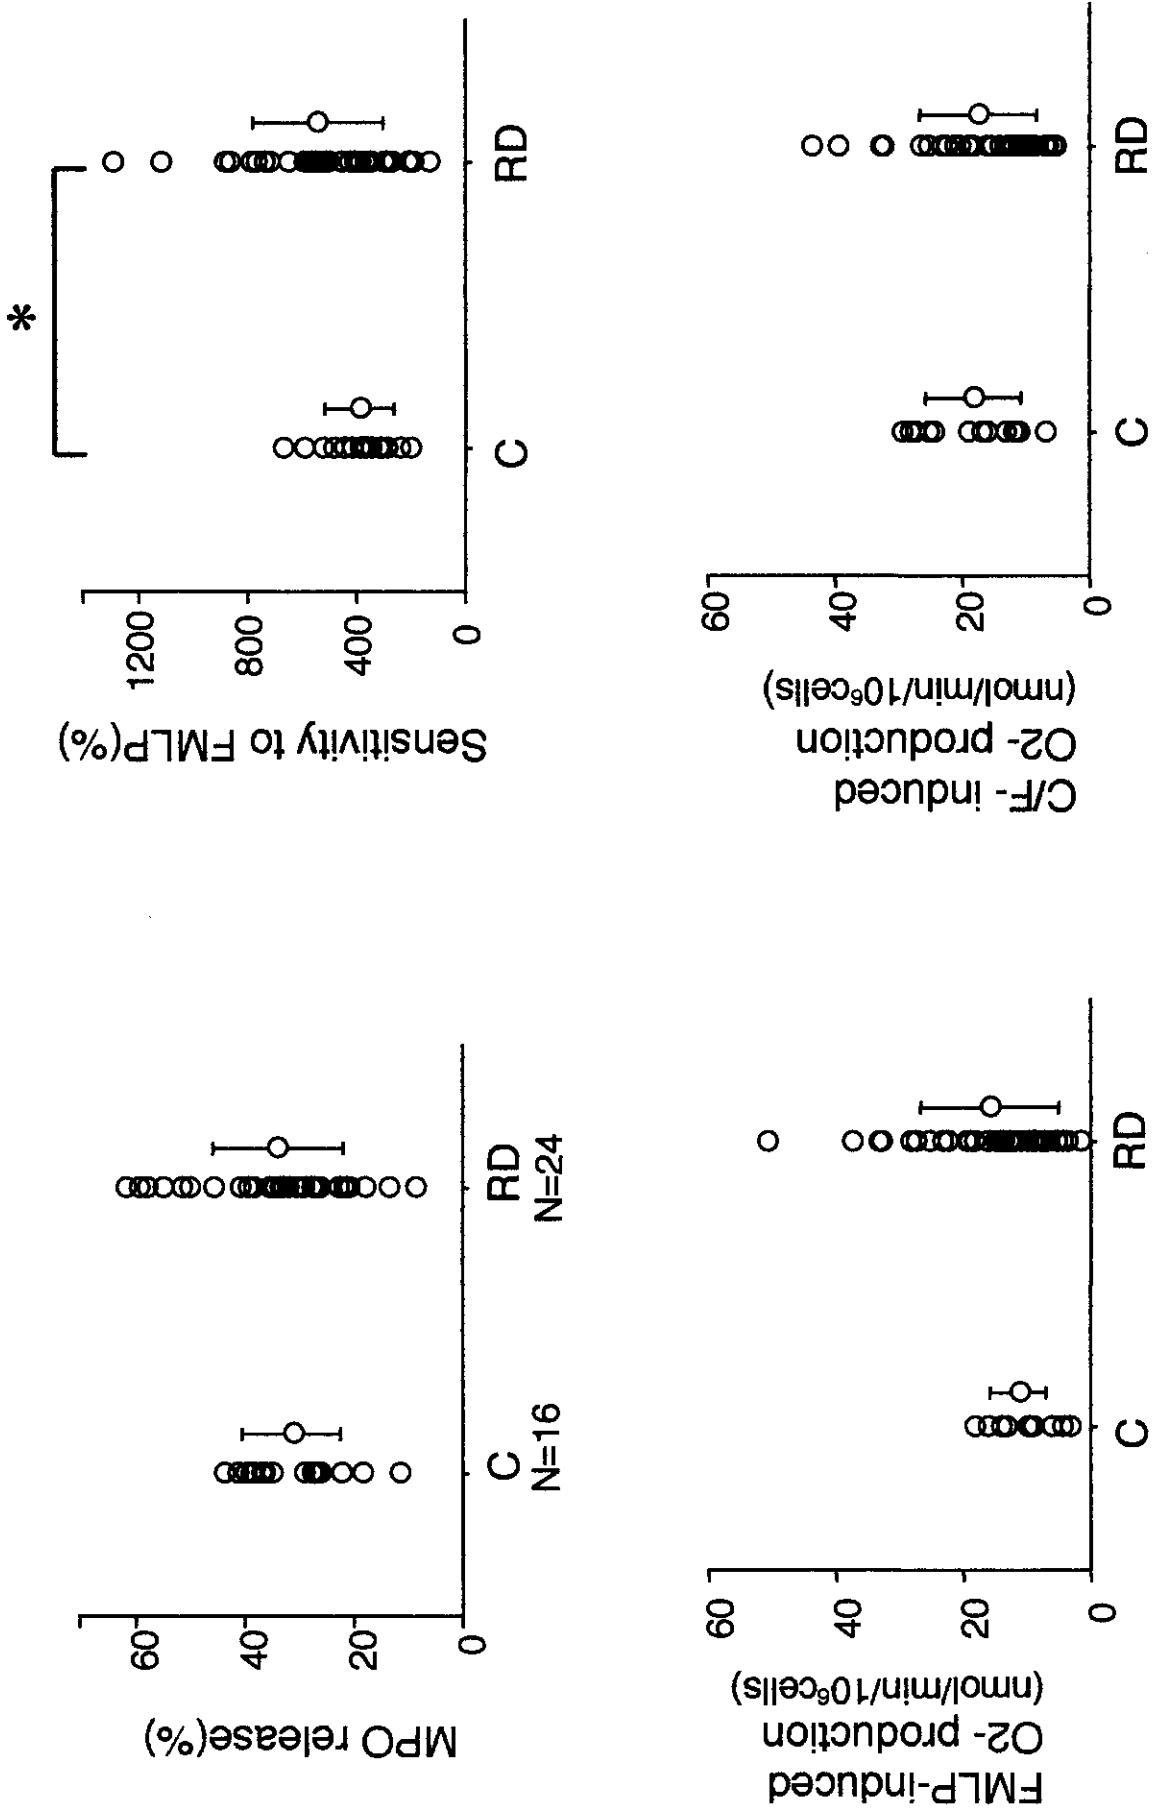 MPO release(%)
60
40
20
0
C
RD
N=16
N=24
*
Sensitivity to FMLP(%)
1200
800
400
0
C
RD
FMLP-induced
O2- production
(nmol/min/10⁶cells)
60
40
20
0
C
RD
C/F- induced
O2- production
(nmol/min/10⁶cells)
60
40
20
0
C
RD